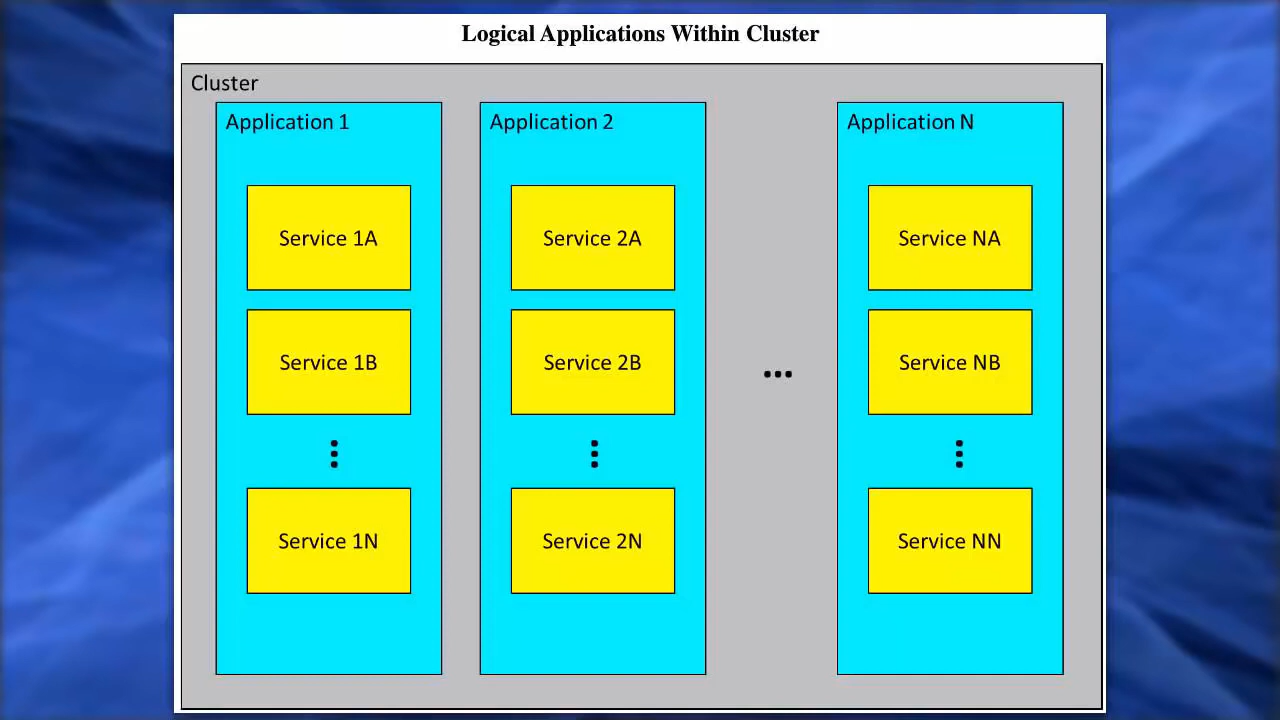 Logical Applications Within Cluster
Cluster
Application 1
Service 1A
Service 1B
Service 1N
Application 2
Service 2A
Service 2B
Service 2N
...
Application N
Service NA
Service NB
Service NN